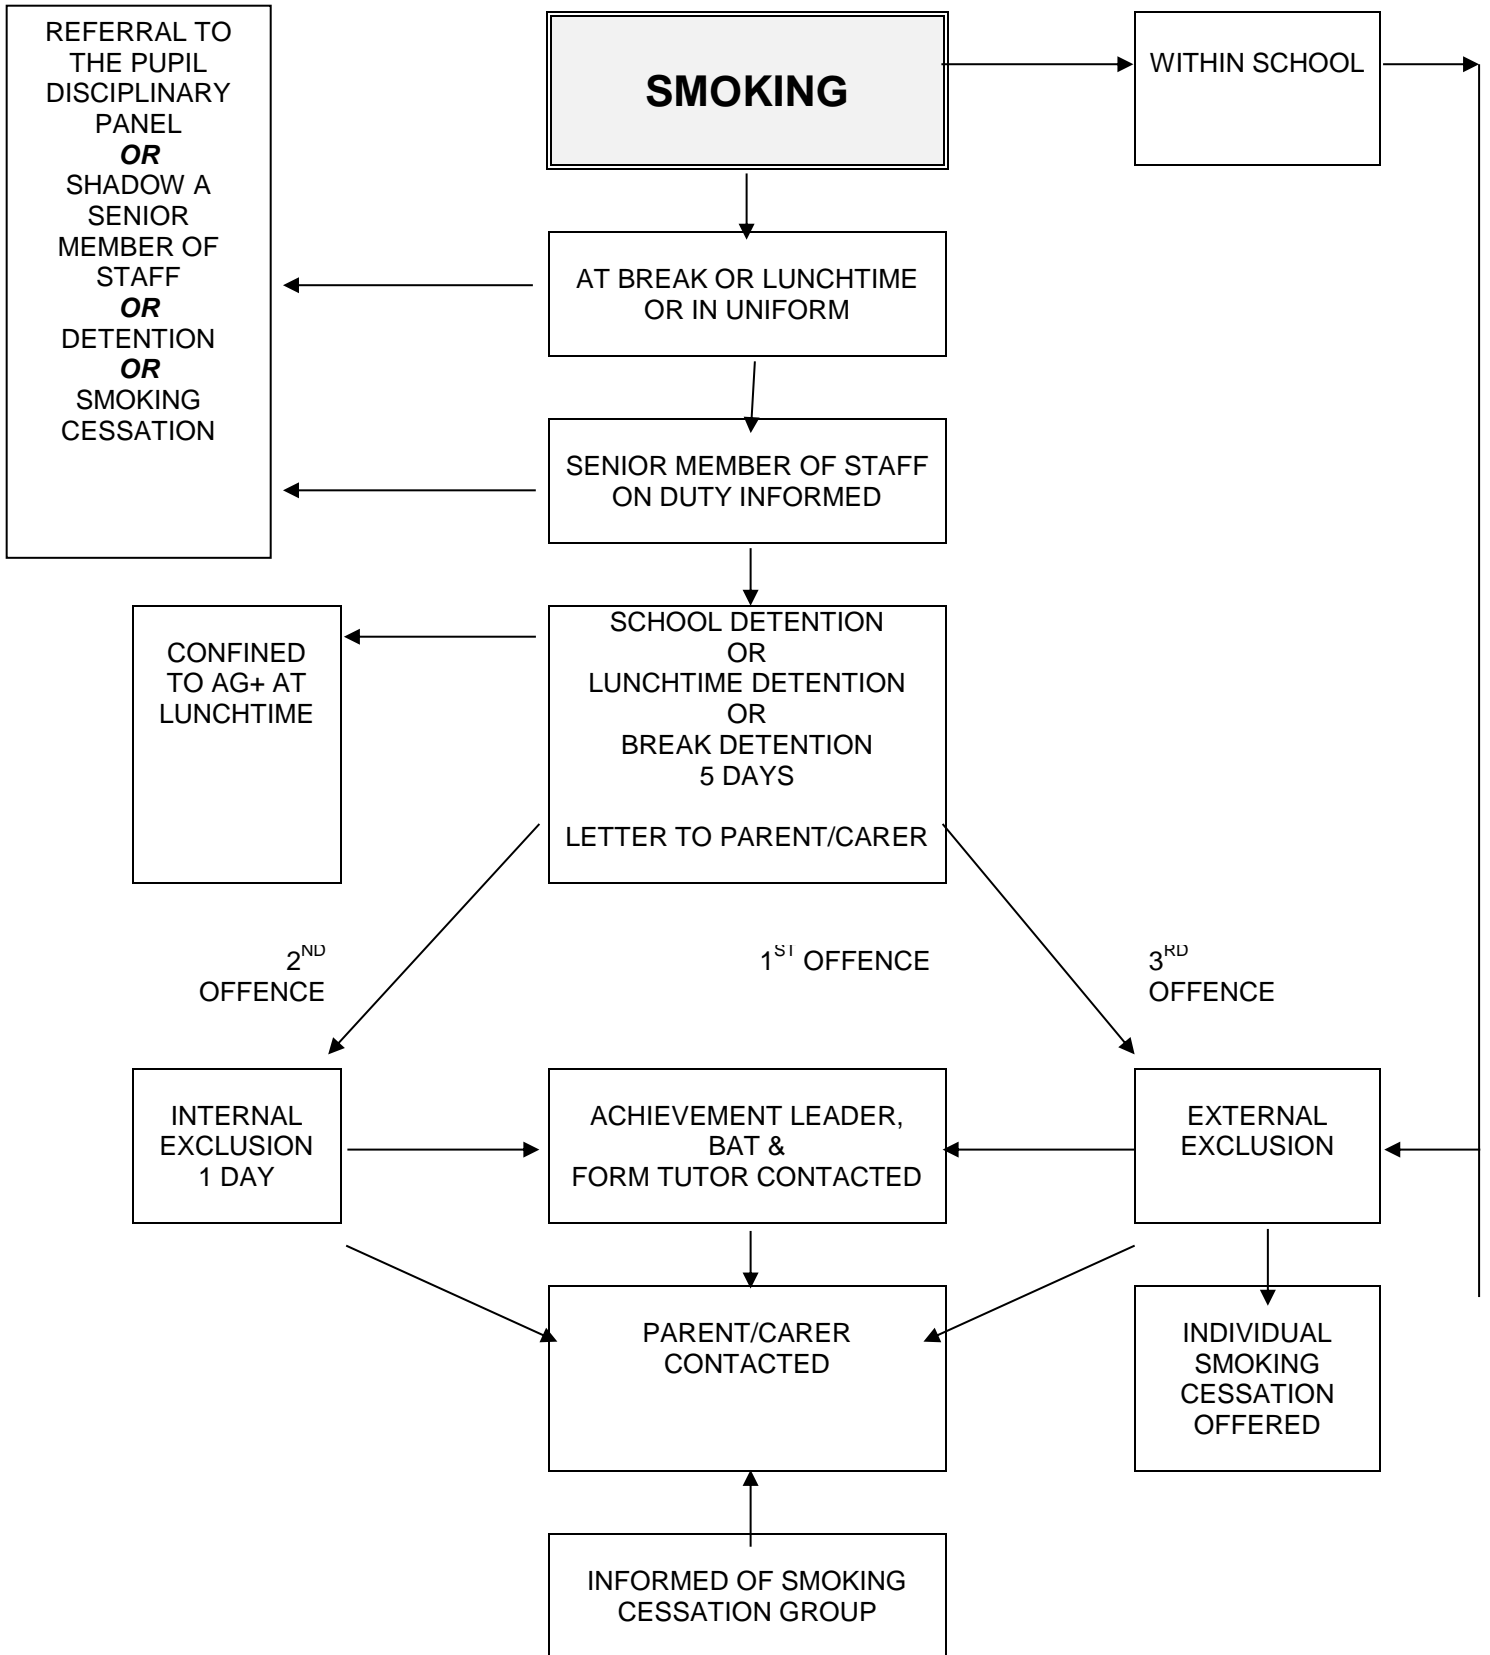 REFERRAL TO
THE PUPIL
DISCIPLINARY
PANEL
OR
SHADOW A
SENIOR
MEMBER OF
STAFF
OR
DETENTION
OR
SMOKING
CESSATION
SMOKING
WITHIN SCHOOL
AT BREAK OR LUNCHTIME
OR IN UNIFORM
SENIOR MEMBER OF STAFF
ON DUTY INFORMED
CONFINED
TO AG+ AT
LUNCHTIME
SCHOOL DETENTION
OR
LUNCHTIME DETENTION
OR
BREAK DETENTION
5 DAYS
LETTER TO PARENT/CARER
2ND
OFFENCE
1ST OFFENCE
3RD
OFFENCE
INTERNAL
EXCLUSION
1 DAY
ACHIEVEMENT LEADER,
BAT &
FORM TUTOR CONTACTED
EXTERNAL
EXCLUSION
PARENT/CARER
CONTACTED
INDIVIDUAL
SMOKING
CESSATION
OFFERED
INFORMED OF SMOKING
CESSATION GROUP